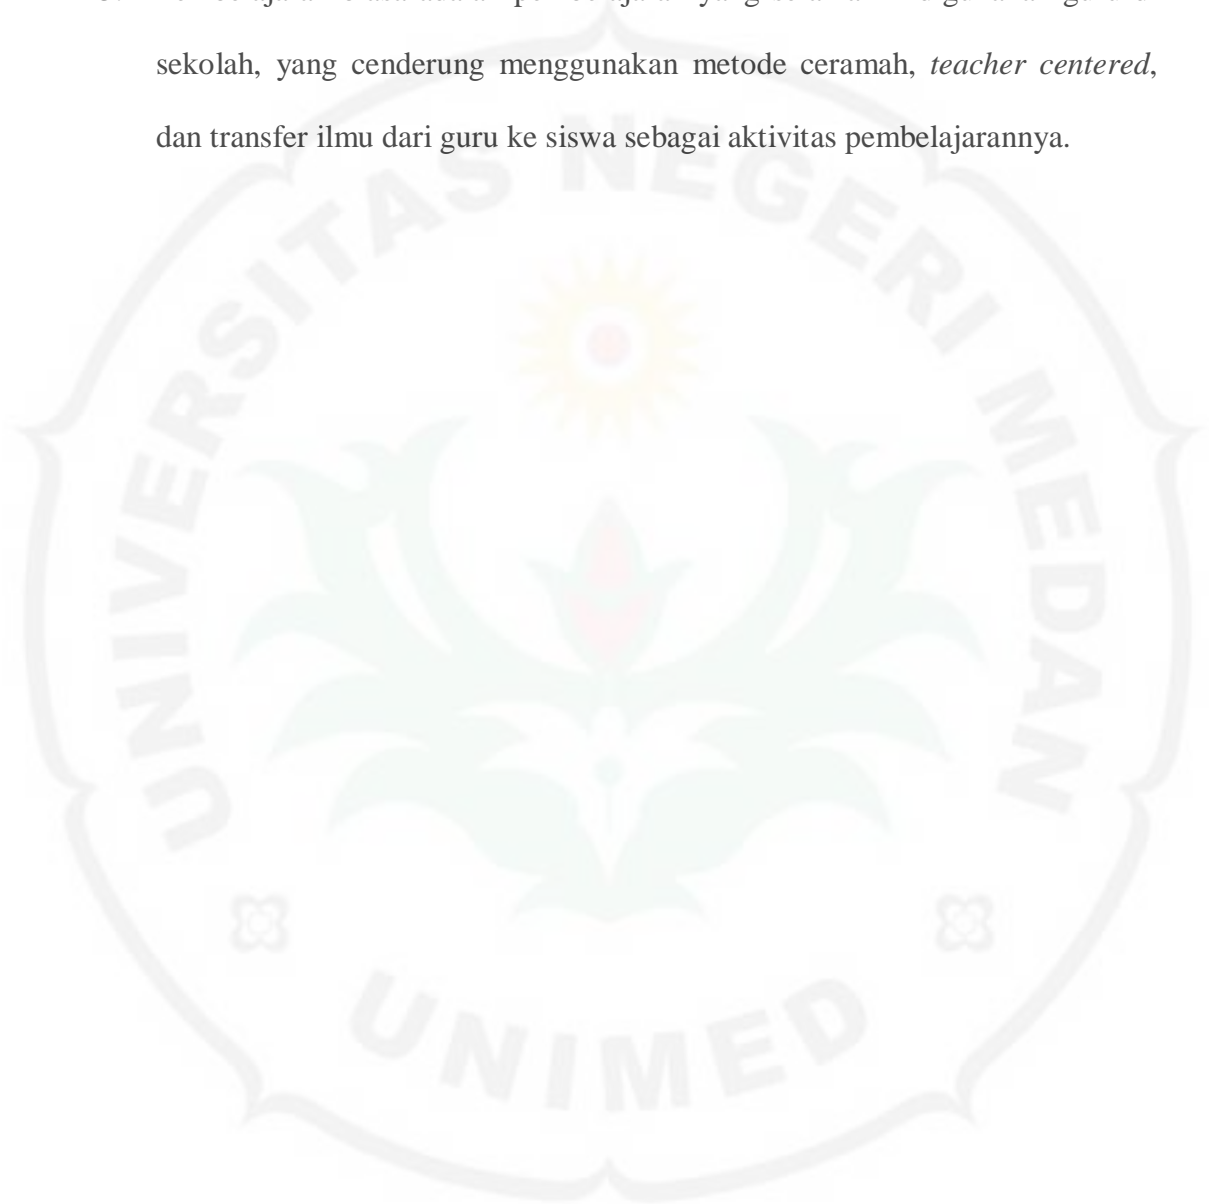 sekolah, yang cenderung menggunakan metode ceramah, teacher centered,
dan transfer ilmu dari guru ke siswa sebagai aktivitas pembelajarannya.
UNIVERSITAS NEGERI MEDAN
UNIMED